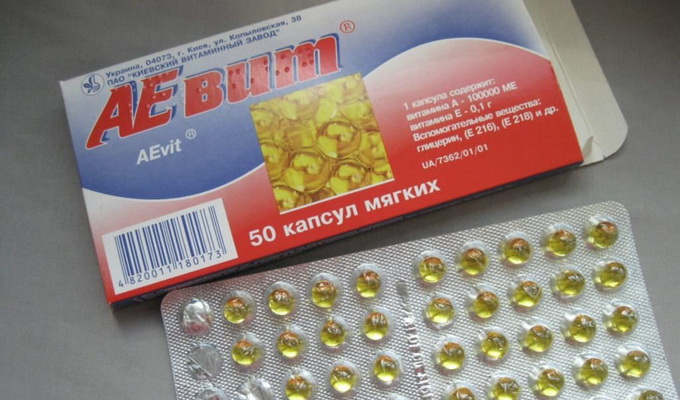 Украина, 04073, г. Киев, ул. Копыловская, 38
ПАО "КИЕВСКИЙ ВИТАМИННЫЙ ЗАВОД"
АЕвит®
AEvit®
1 капсула содержит:
витамина А - 100000 МЕ
витамина Е - 0,1 г
Вспомогательные вещества:
глицерин, (Е 216), (Е 218) и др.
UA/7362/01/01
50 капсул мягких
4 820011 180173